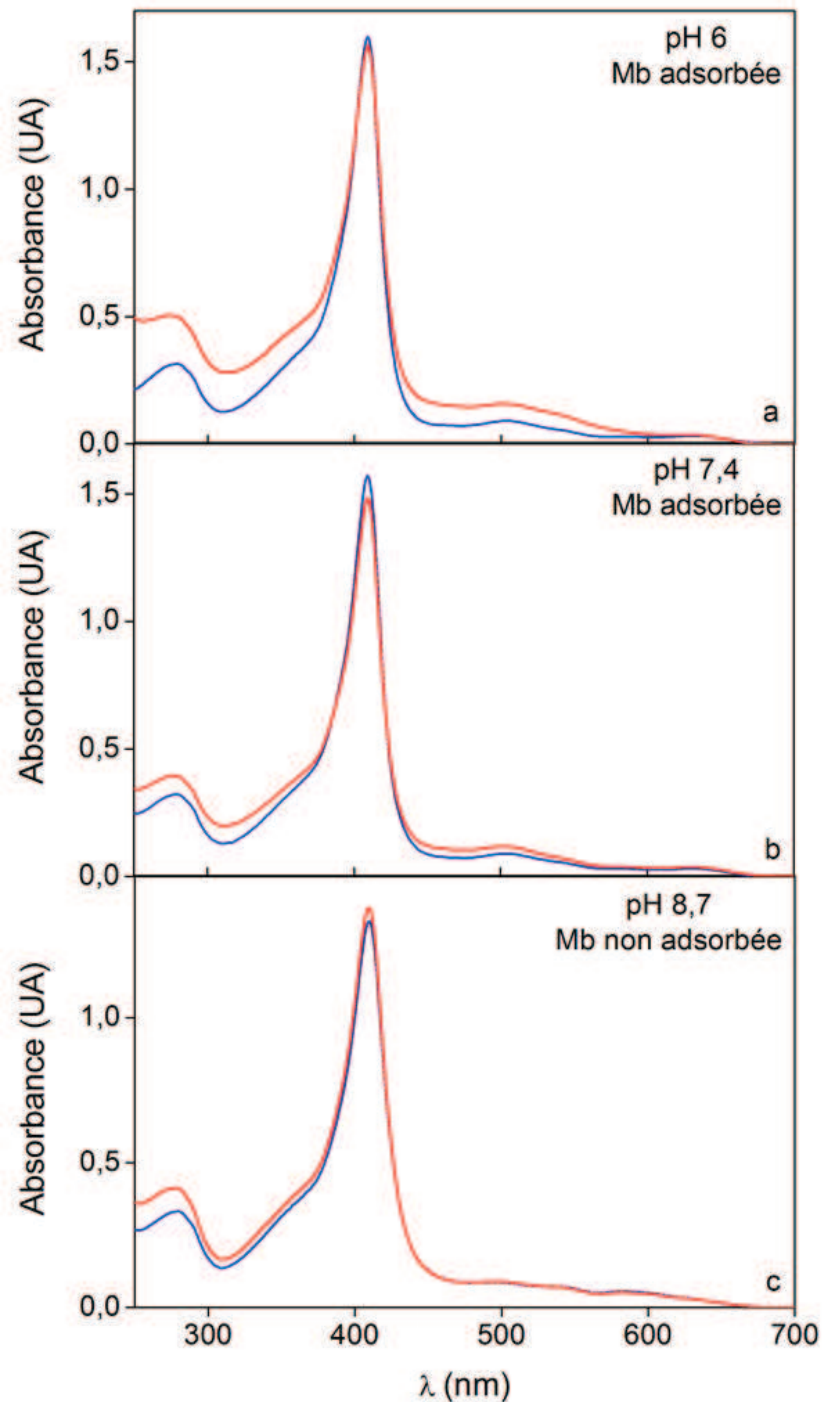 pH 6
Mb adsorbée
1,5
1,0
0,5
0,0
Absorbance (UA)
a
pH 7,4
Mb adsorbée
1,5
1,0
0,5
0,0
Absorbance (UA)
b
pH 8,7
Mb non adsorbée
1,0
0,5
0,0
Absorbance (UA)
c
300 400 500 600 700
λ (nm)